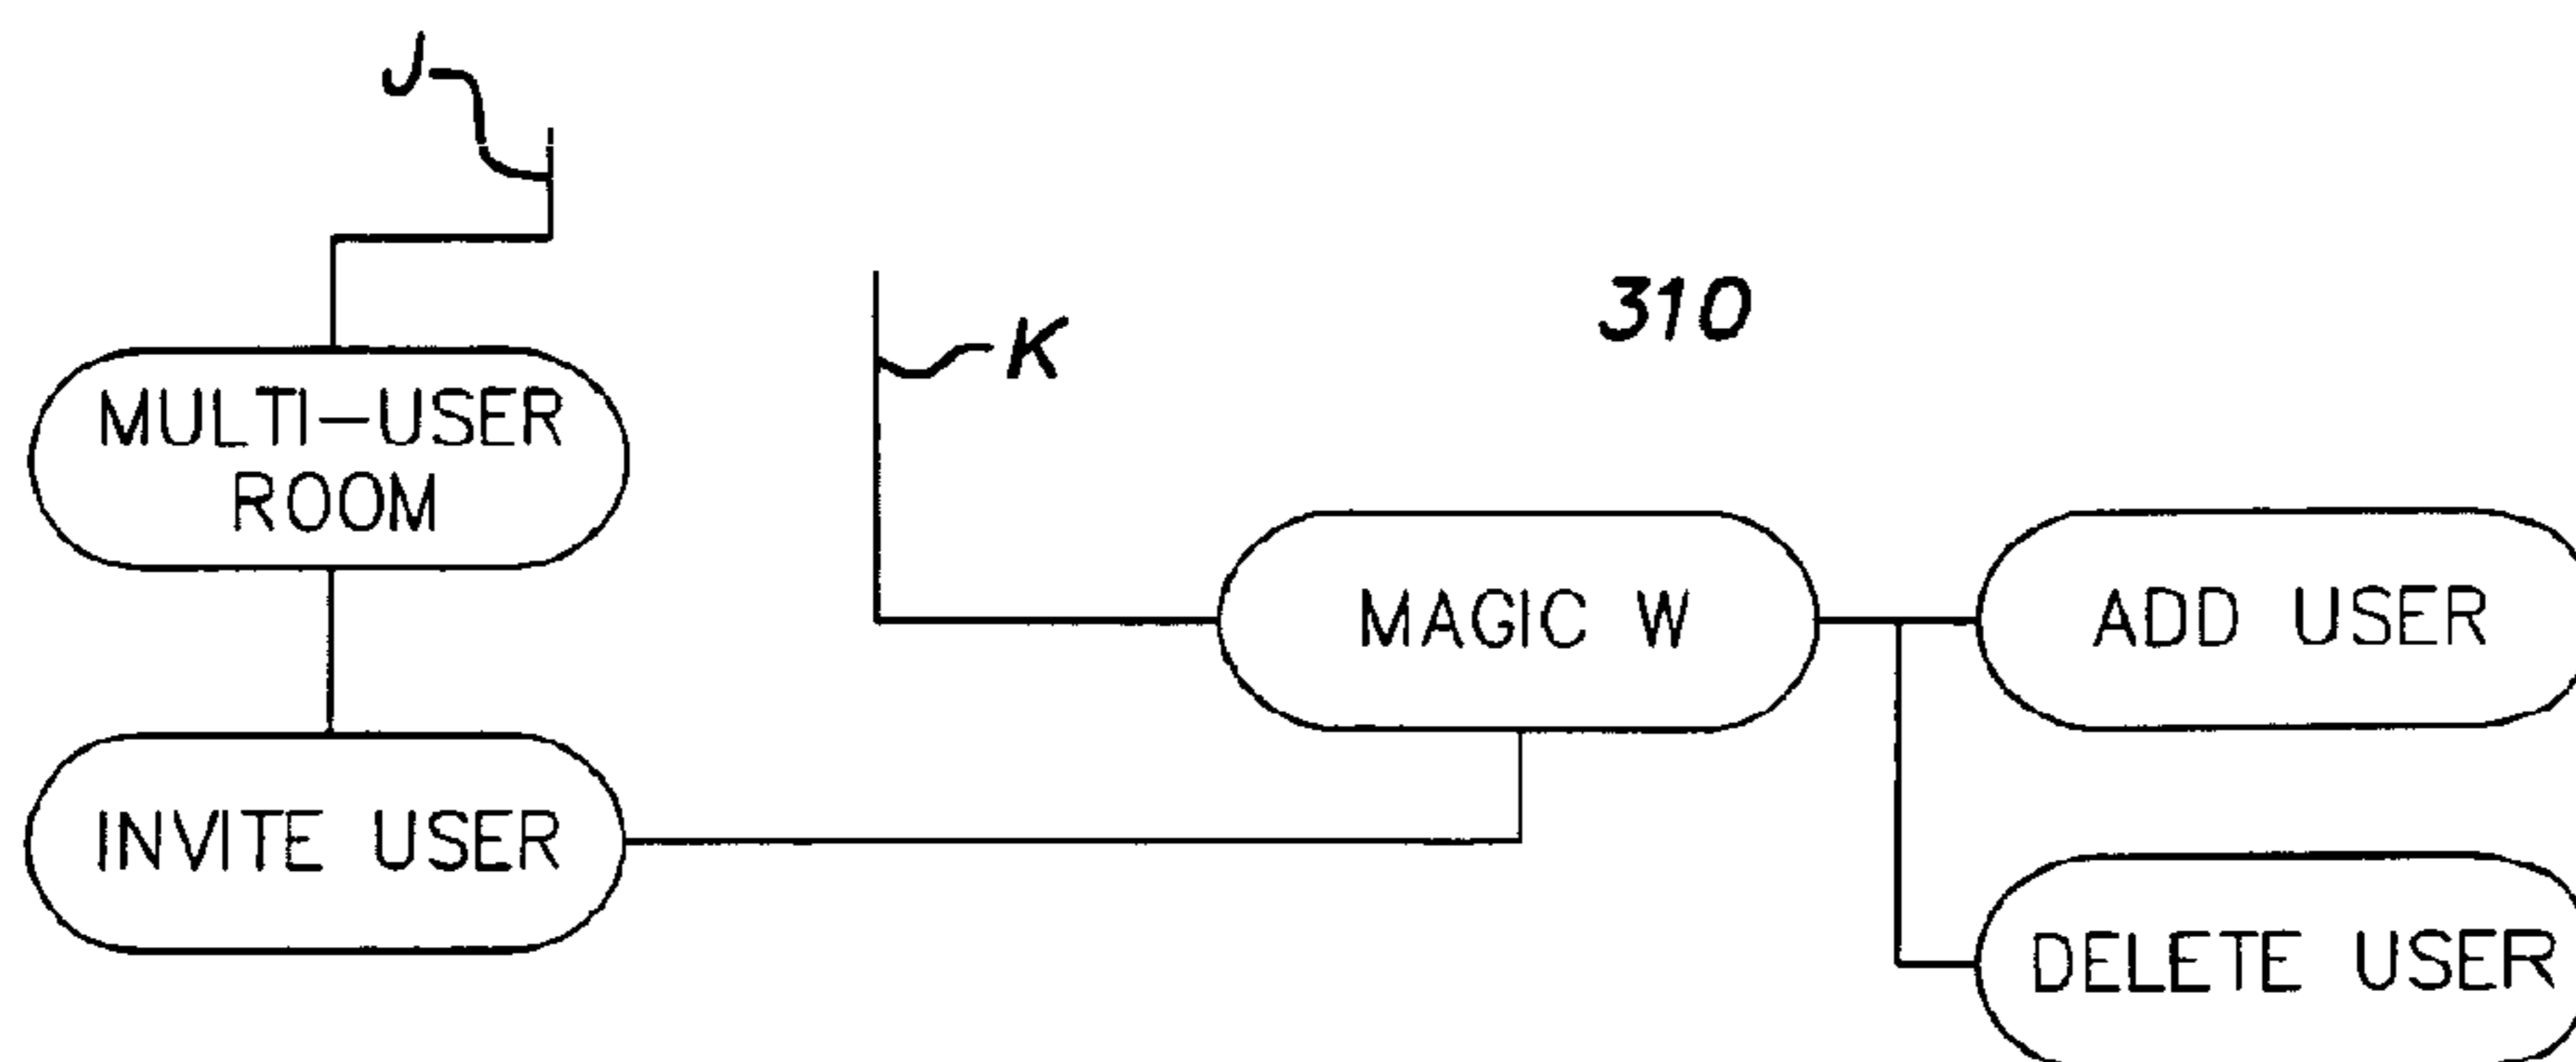 J
K
310
MULTI-USER
ROOM
MAGIC W
ADD USER
INVITE USER
DELETE USER